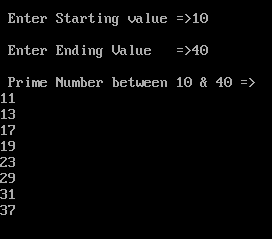 Enter Starting value =>10
Enter Ending Value =>40
Prime Number between 10 & 40 =>
11
13
17
19
23
29
31
37